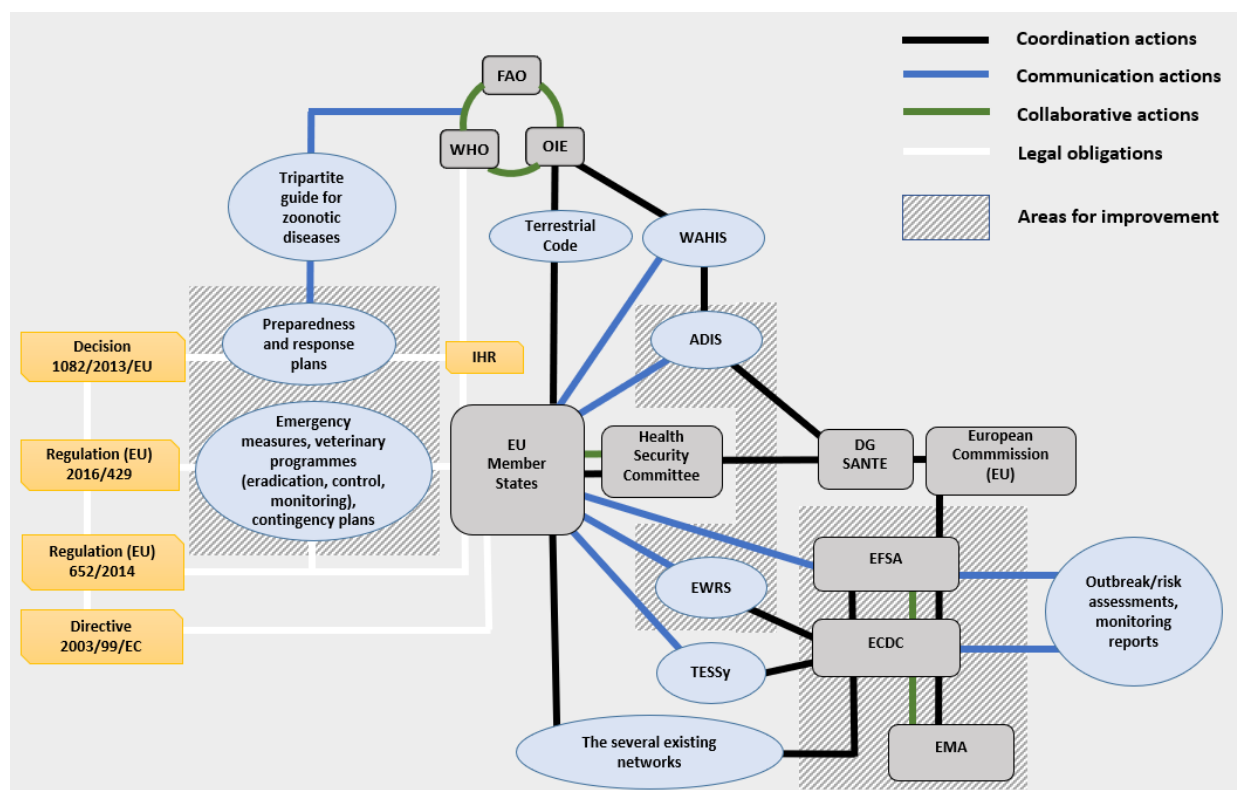 Coordination actions
Communication actions
Collaborative actions
Legal obligations
Areas for improvement
FAO
WHO
OIE
Tripartite
guide for
zoonotic
diseases
Terrestrial
Code
WAHIS
Preparedness
and response
plans
ADIS
Decision
1082/2013/EU
IHR
Emergency
measures, veterinary
programmes
(eradication, control,
monitoring),
contingency plans
Regulation (EU)
2016/429
EU
Member
States
Health
Security
Committee
DG
SANTE
European
Commmission
(EU)
Regulation (EU)
652/2014
EFSA
Outbreak/risk
assessments,
monitoring
reports
EWRS
Directive
2003/99/EC
ECDC
TESSy
The several existing
networks
EMA